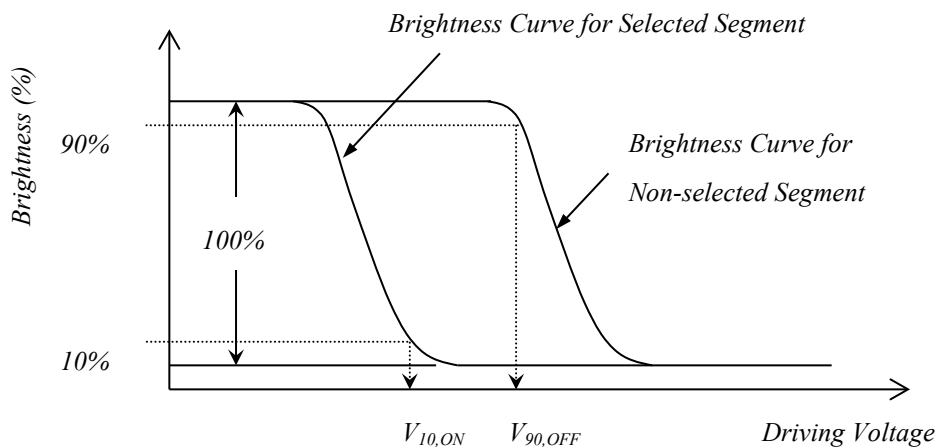 Brightness Curve for Selected Segment
Brightness (%)
90%
Brightness Curve for
Non-selected Segment
100%
10%
V10,ON
V90,OFF
Driving Voltage